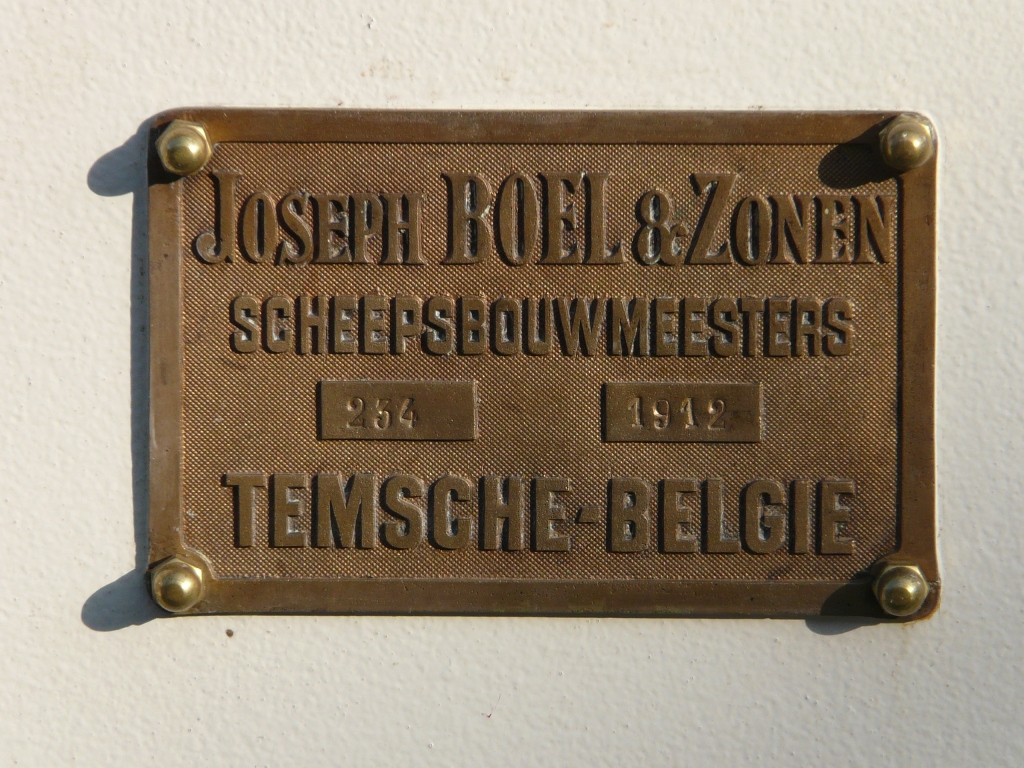 JOSEPH BOEL & ZONEN
SCHEEPSBOUWMEESTERS
234 1912
TEMSCHE-BELGIE